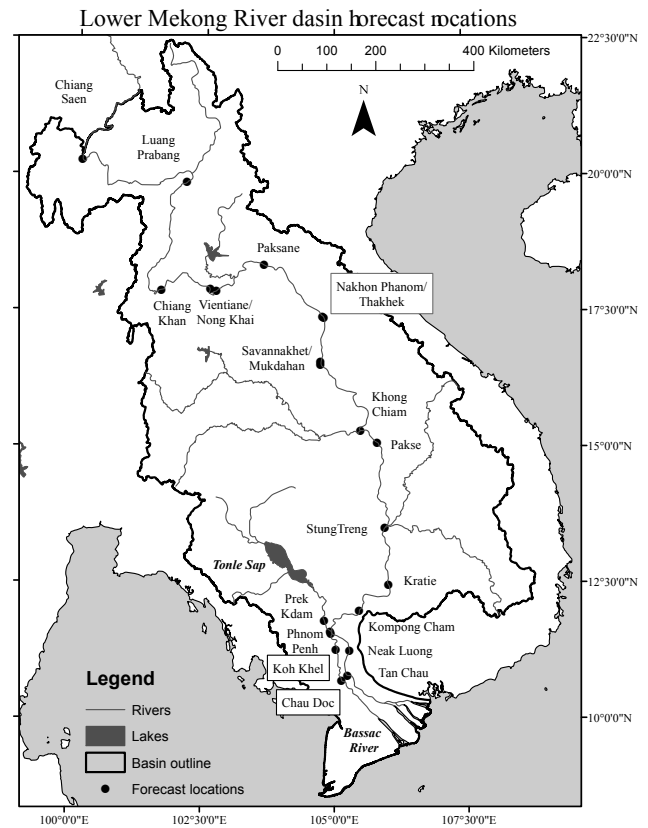 Lower Mekong River dasin horecast mocations
0 100 200 400 Kilometers
22°30'0"N
N
Chiang
Saen
Luang
Prabang
20°0'0"N
Paksane
Nakhon Phanom/
Thakhek
Chiang
Khan
Vientiane/
Nong Khai
17°30'0"N
Savannakhet/
Mukdahan
Khong
Chiam
Pakse
15°0'0"N
StungTreng
Tonle Sap
Kratie
12°30'0"N
Prek
Kdam
Kompong Cham
Phnom
Penh
Neak Luong
Koh Khel
Tan Chau
Chau Doc
10°0'0"N
Bassac
River
Legend
Rivers
Lakes
Basin outline
Forecast locations
100°0'0"E 102°30'0"E 105°0'0"E 107°30'0"E